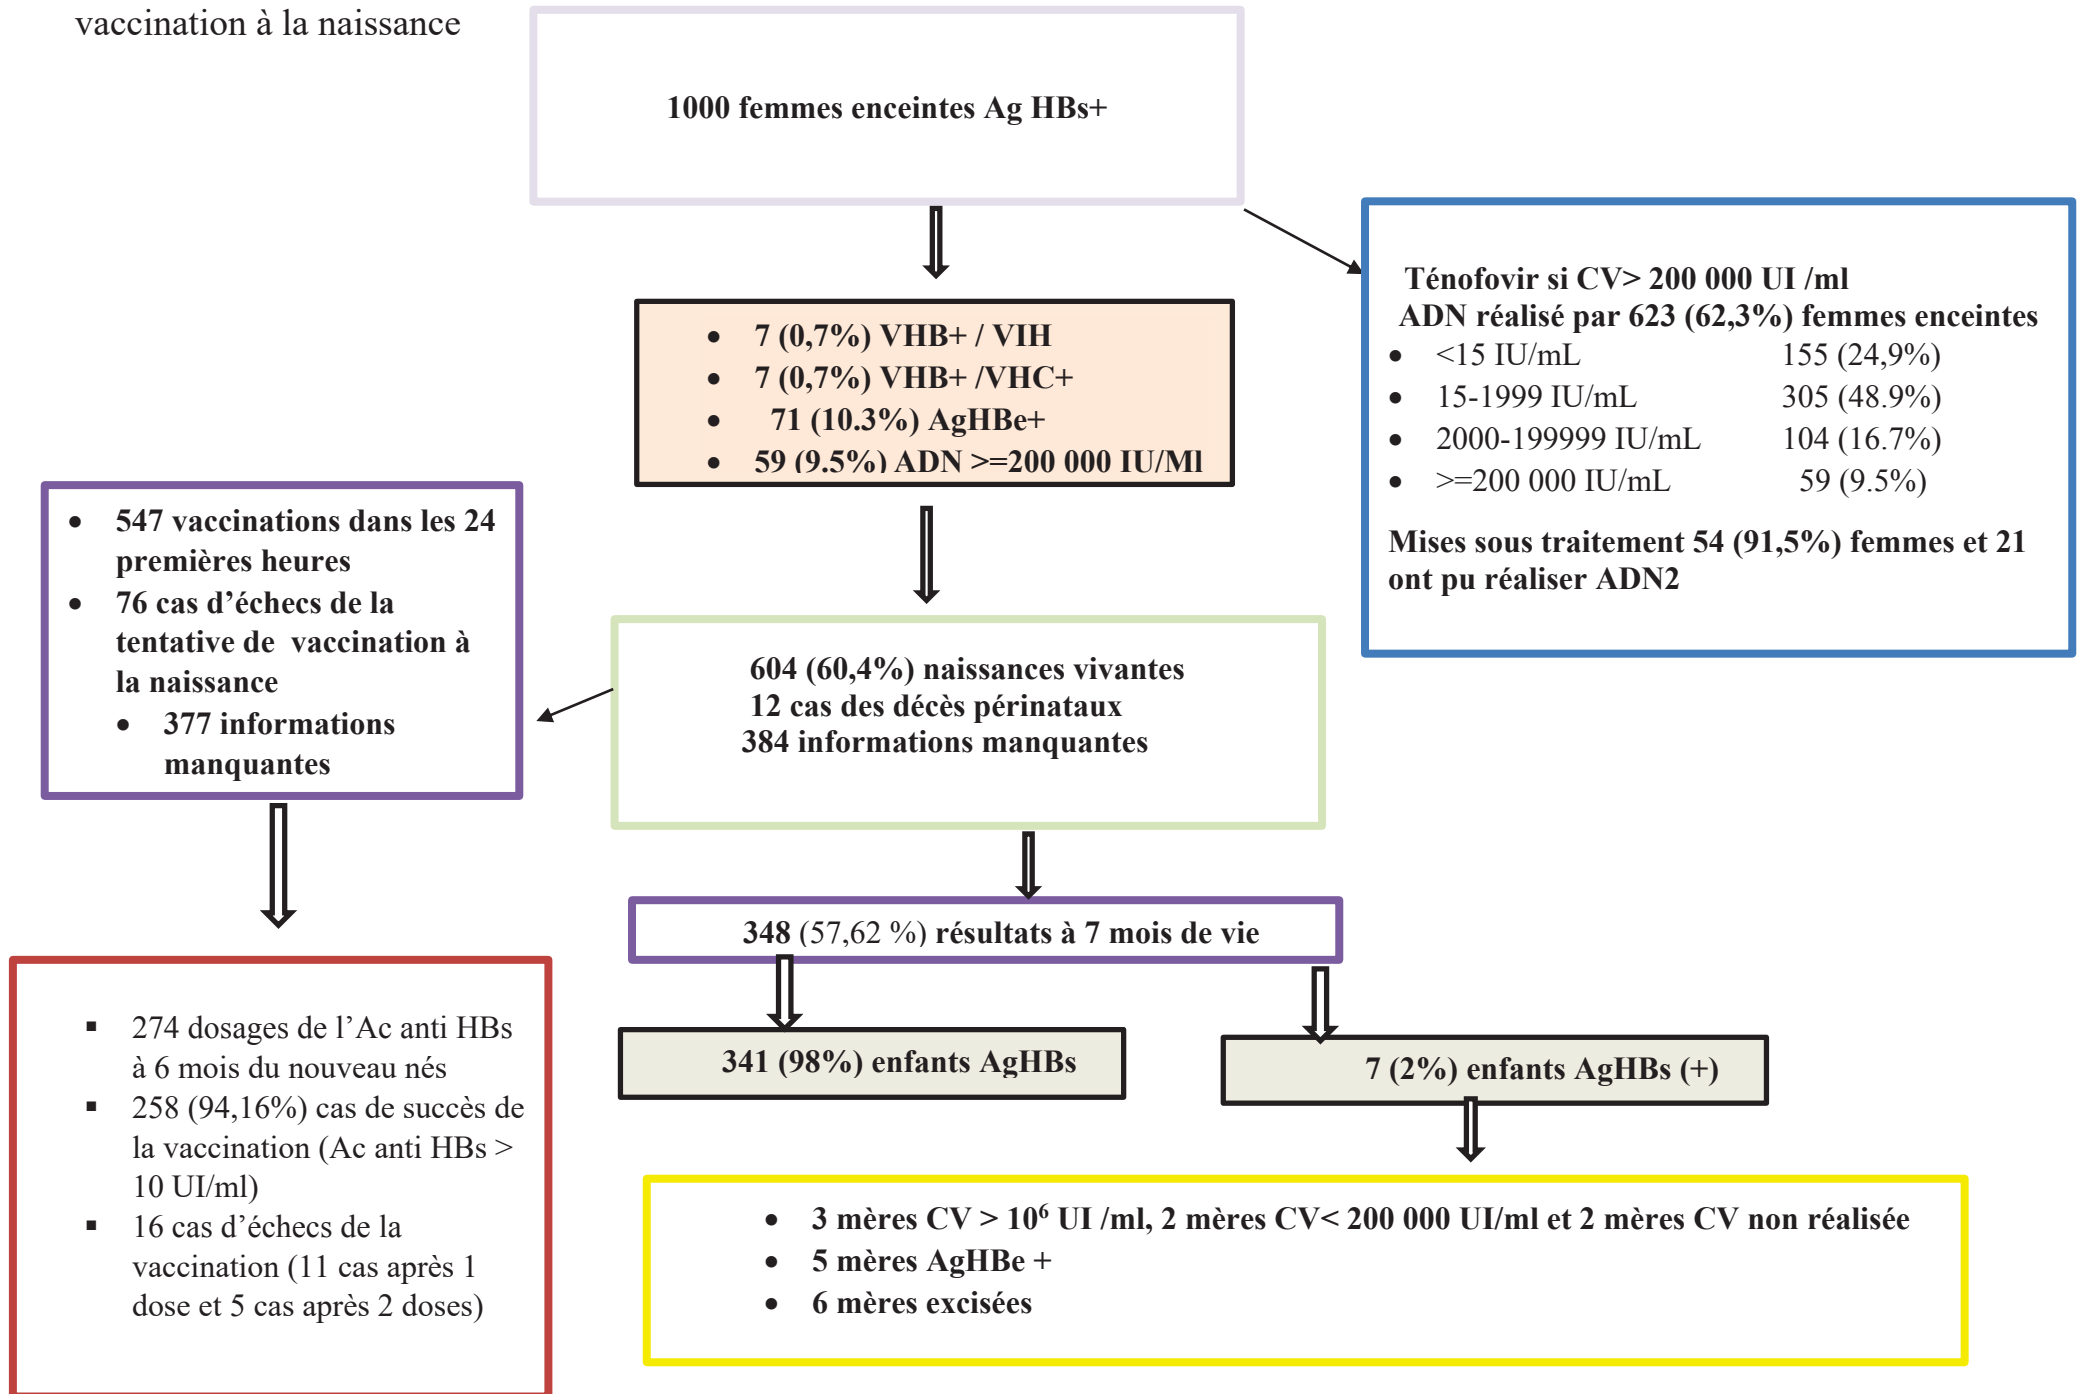 vaccination à la naissance
1000 femmes enceintes Ag HBs+
Ténofovir si CV> 200 000 UI /ml
ADN réalisé par 623 (62,3%) femmes enceintes
• <15 IU/mL 155 (24,9%)
• 15-1999 IU/mL 305 (48.9%)
• 2000-199999 IU/mL 104 (16.7%)
• >=200 000 IU/mL 59 (9.5%)
Mises sous traitement 54 (91,5%) femmes et 21
ont pu réaliser ADN2
• 7 (0,7%) VHB+ / VIH
• 7 (0,7%) VHB+ /VHC+
• 71 (10.3%) AgHBe+
• 59 (9.5%) ADN >=200 000 IU/Ml
• 547 vaccinations dans les 24
premières heures
• 76 cas d’échecs de la
tentative de vaccination à
la naissance
• 377 informations
manquantes
604 (60,4%) naissances vivantes
12 cas des décès périnataux
384 informations manquantes
348 (57,62 %) résultats à 7 mois de vie
341 (98%) enfants AgHBs
7 (2%) enfants AgHBs (+)
▪ 274 dosages de l’Ac anti HBs
à 6 mois du nouveau nés
▪ 258 (94,16%) cas de succès de
la vaccination (Ac anti HBs >
10 UI/ml)
▪ 16 cas d’échecs de la
vaccination (11 cas après 1
dose et 5 cas après 2 doses)
• 3 mères CV > 10⁶ UI /ml, 2 mères CV< 200 000 UI/ml et 2 mères CV non réalisée
• 5 mères AgHBe +
• 6 mères excisées